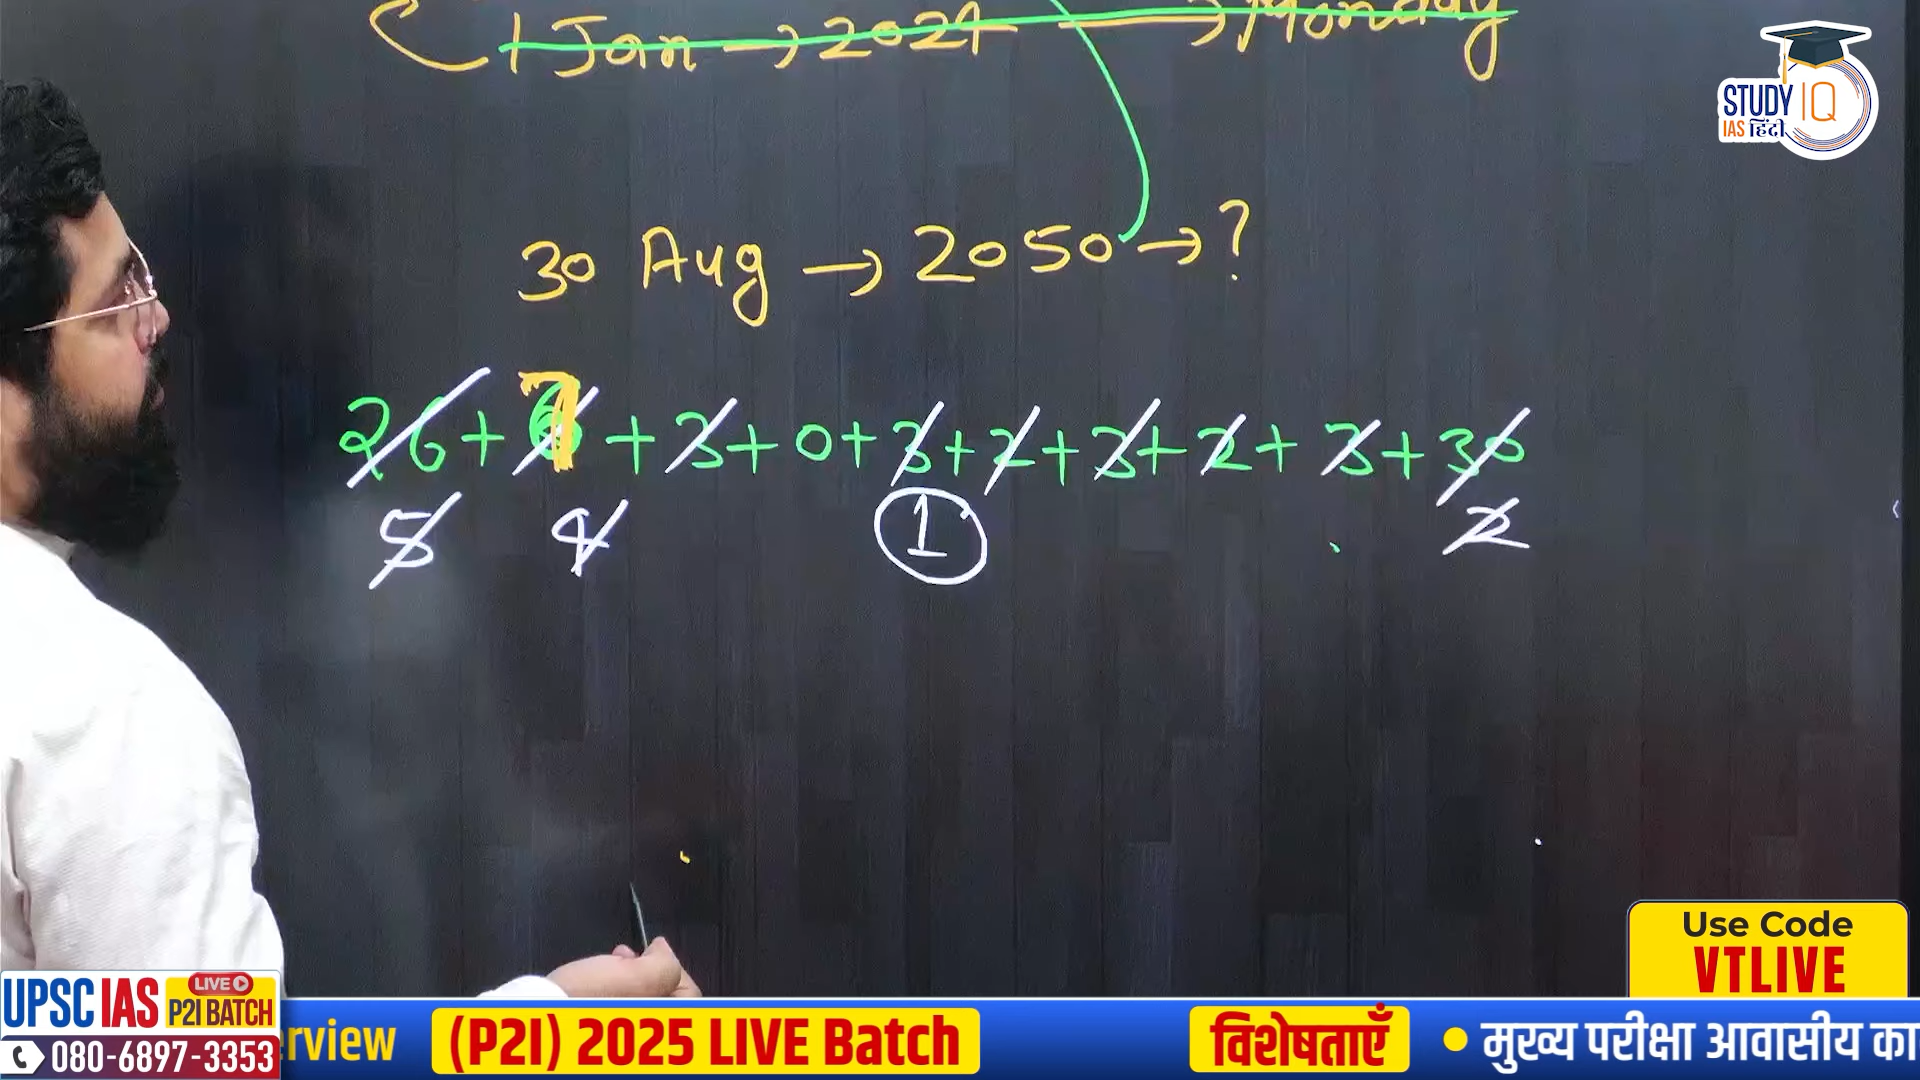 1 Jan → 2024 → Monday
STUDY IQ
IAS हिंदी
30 Aug → 2050 → ?
26 + 7 + 3 + 0 + 3 + 2 + 3 + 2 + 3 + 30
5 4 1 2
Use Code
VTLIVE
LIVE
UPSC IAS P2I BATCH
080-6897-3353
erview (P2I) 2025 LIVE Batch विशेषताएँ • मुख्य परीक्षा आवासीय का